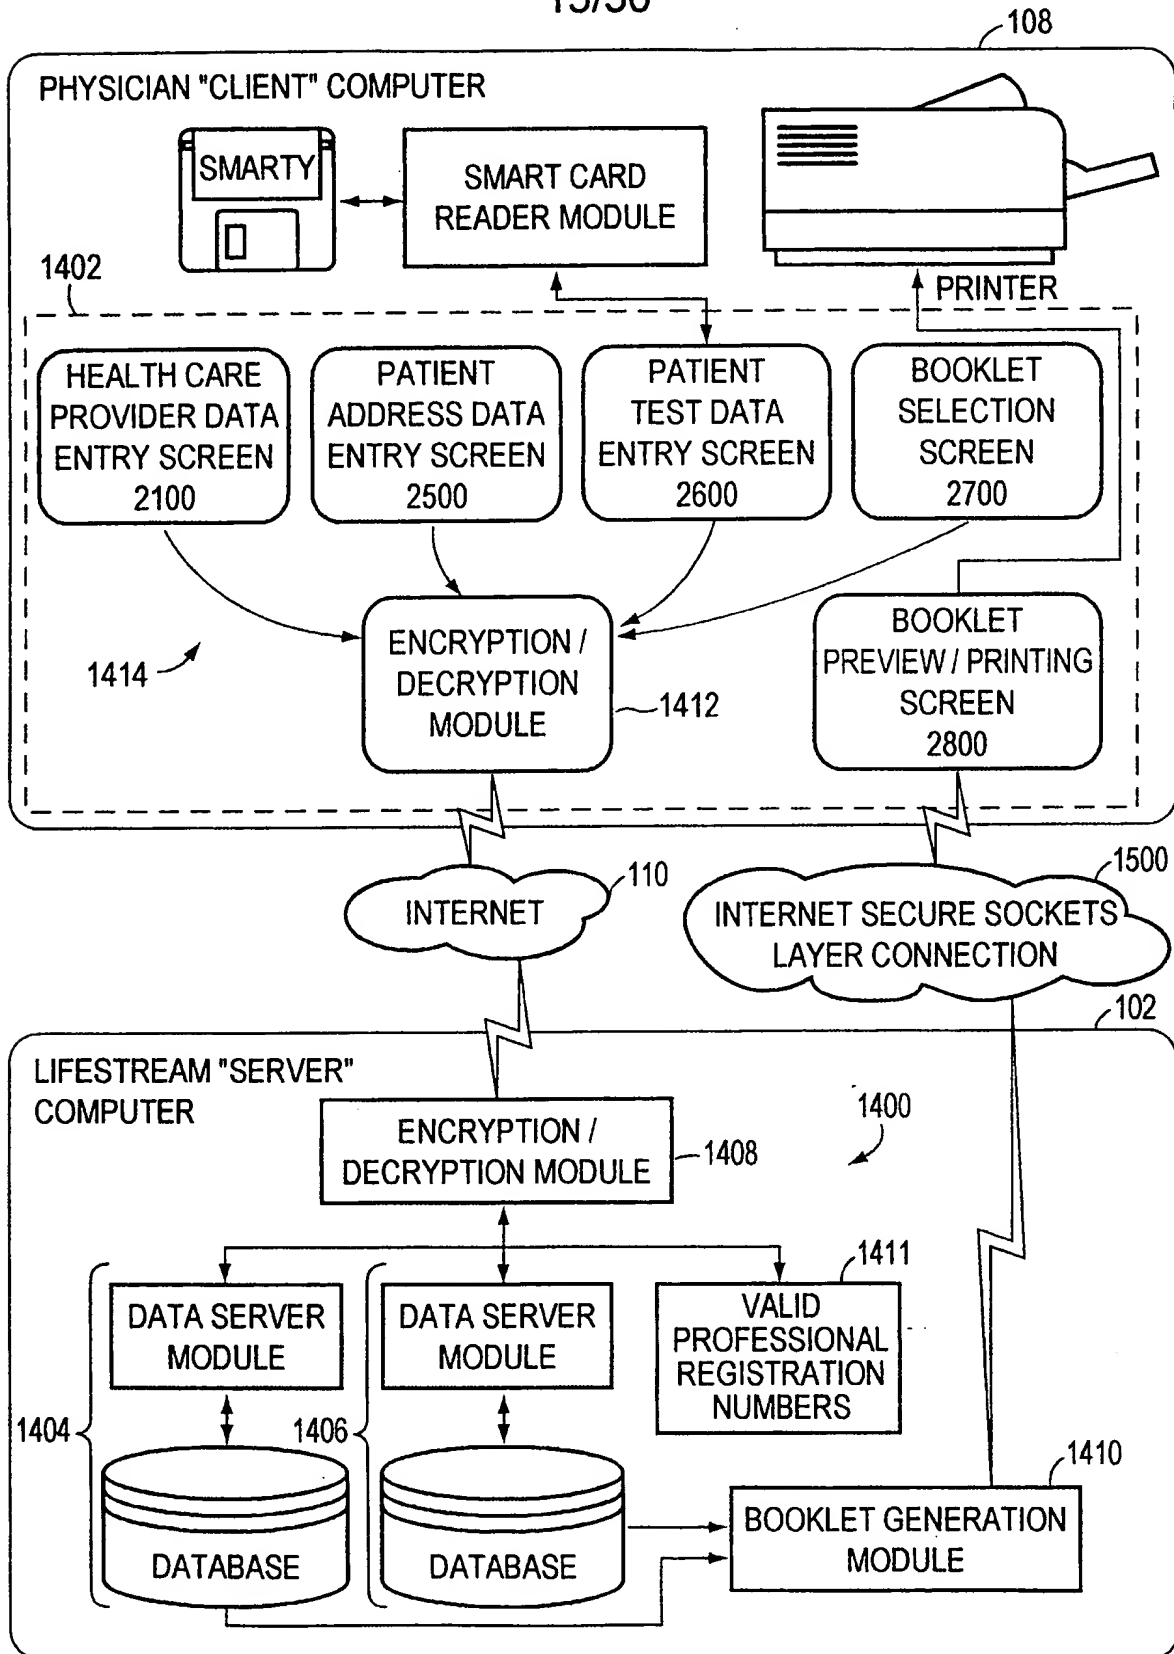 15/30
108
PHYSICIAN "CLIENT" COMPUTER
SMARTY
SMART CARD
READER MODULE
1402
PRINTER
HEALTH CARE
PROVIDER DATA
ENTRY SCREEN
2100
PATIENT
ADDRESS DATA
ENTRY SCREEN
2500
PATIENT
TEST DATA
ENTRY SCREEN
2600
BOOKLET
SELECTION
SCREEN
2700
1414
ENCRYPTION /
DECRYPTION
MODULE
1412
BOOKLET
PREVIEW / PRINTING
SCREEN
2800
110
INTERNET
1500
INTERNET SECURE SOCKETS
LAYER CONNECTION
102
LIFESTREAM "SERVER"
COMPUTER
1400
ENCRYPTION /
DECRYPTION MODULE
1408
1411
DATA SERVER
MODULE
DATA SERVER
MODULE
VALID
PROFESSIONAL
REGISTRATION
NUMBERS
1404
1406
1410
DATABASE
DATABASE
BOOKLET GENERATION
MODULE